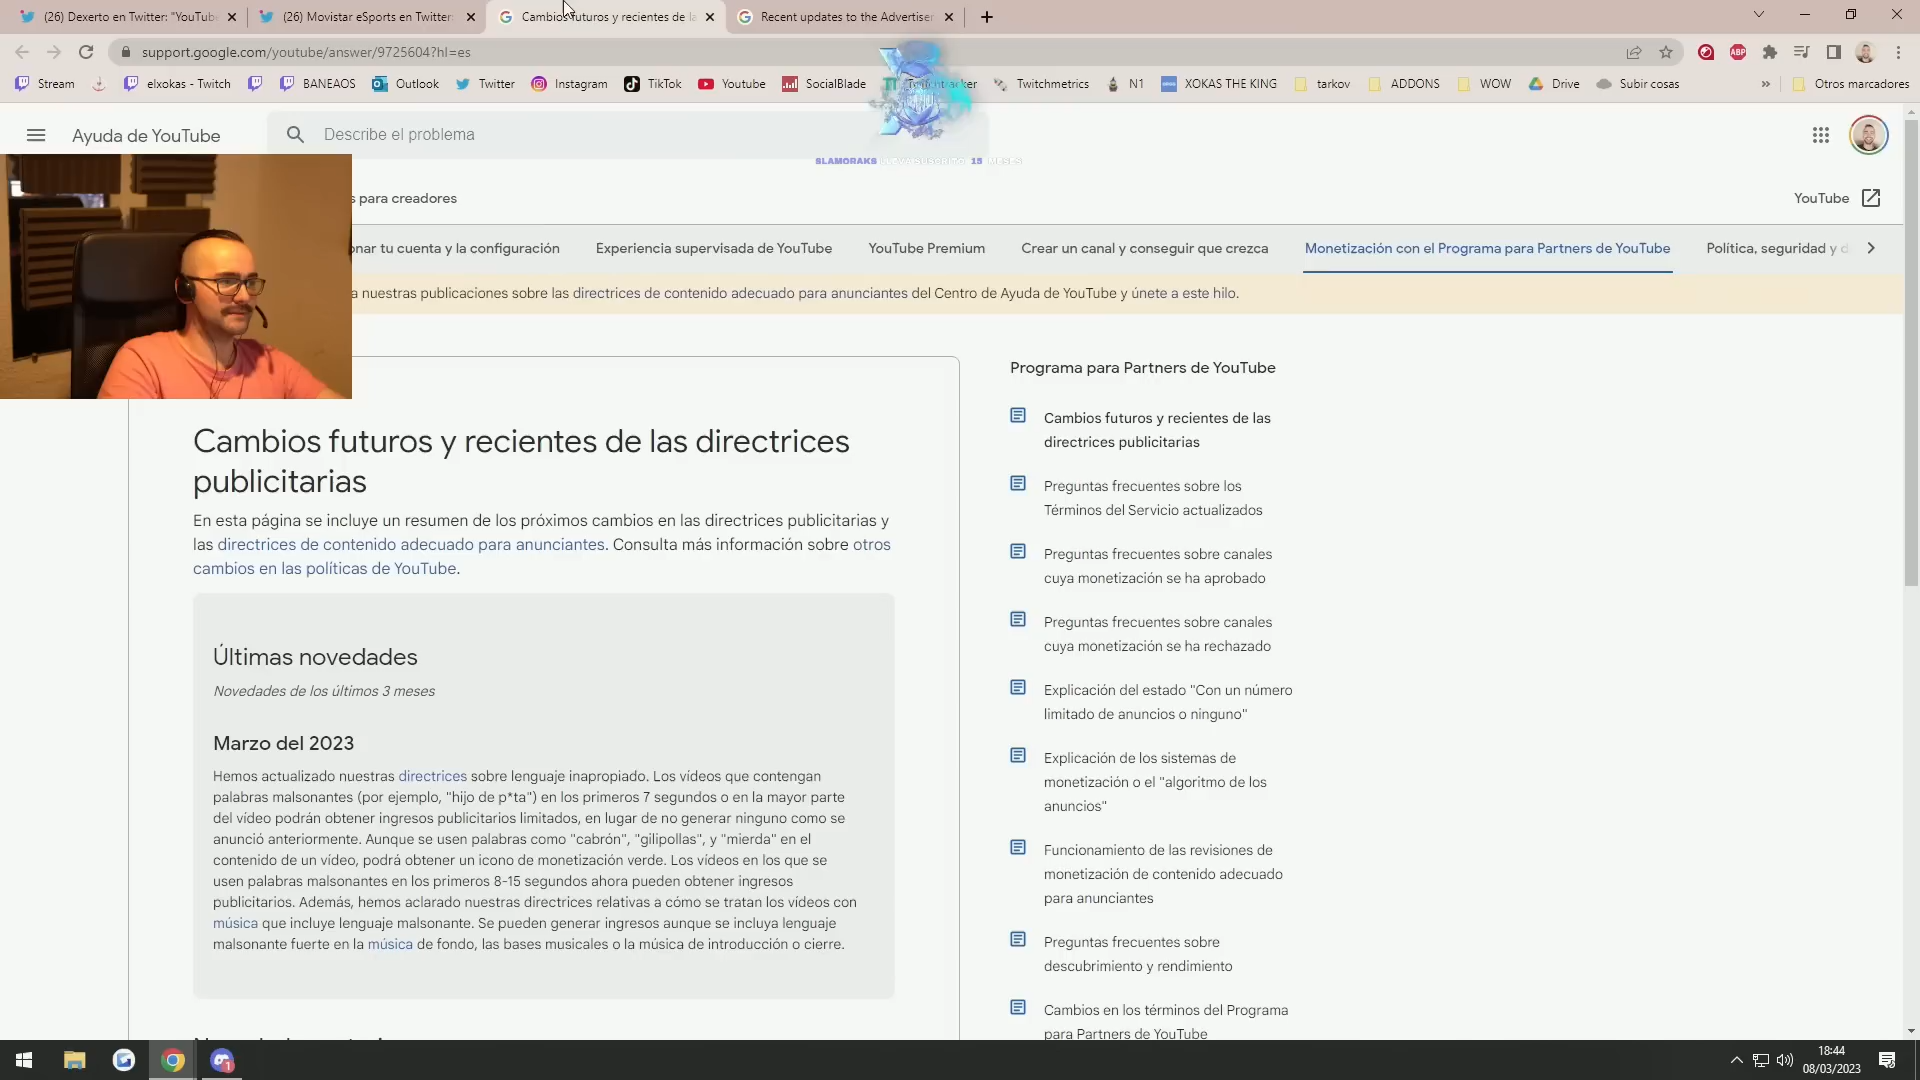 (26) Dexerto en Twitter: "YouTube
(26) Movistar eSports en Twitter:
Cambios futuros y recientes de la
Recent updates to the Advertiser
support.google.com/youtube/answer/9725604?hl=es
ABP
Stream
elxokas - Twitch
BANEAOS
Outlook
Twitter
Instagram
TikTok
Youtube
SocialBlade
Twitchmetrics
N1
XOKAS THE KING
tarkov
ADDONS
WOW
Drive
Subir cosas
»
Otros marcadores
Ayuda de YouTube
Describe el problema
SLAMORAKS
15 MESES
s para creadores
YouTube
onar tu cuenta y la configuración
Experiencia supervisada de YouTube
YouTube Premium
Crear un canal y conseguir que crezca
Monetización con el Programa para Partners de YouTube
Política, seguridad y d
a nuestras publicaciones sobre las directrices de contenido adecuado para anunciantes del Centro de Ayuda de YouTube y únete a este hilo.
Cambios futuros y recientes de las directrices
publicitarias
En esta página se incluye un resumen de los próximos cambios en las directrices publicitarias y
las directrices de contenido adecuado para anunciantes. Consulta más información sobre otros
cambios en las políticas de YouTube.
Últimas novedades
Novedades de los últimos 3 meses
Marzo del 2023
Hemos actualizado nuestras directrices sobre lenguaje inapropiado. Los vídeos que contengan
palabras malsonantes (por ejemplo, "hijo de p*ta") en los primeros 7 segundos o en la mayor parte
del vídeo podrán obtener ingresos publicitarios limitados, en lugar de no generar ninguno como se
anunció anteriormente. Aunque se usen palabras como "cabrón", "gilipollas", y "mierda" en el
contenido de un vídeo, podrá obtener un icono de monetización verde. Los vídeos en los que se
usen palabras malsonantes en los primeros 8-15 segundos ahora pueden obtener ingresos
publicitarios. Además, hemos aclarado nuestras directrices relativas a cómo se tratan los vídeos con
música que incluye lenguaje malsonante. Se pueden generar ingresos aunque se incluya lenguaje
malsonante fuerte en la música de fondo, las bases musicales o la música de introducción o cierre.
Programa para Partners de YouTube
Cambios futuros y recientes de las
directrices publicitarias
Preguntas frecuentes sobre los
Términos del Servicio actualizados
Preguntas frecuentes sobre canales
cuya monetización se ha aprobado
Preguntas frecuentes sobre canales
cuya monetización se ha rechazado
Explicación del estado "Con un número
limitado de anuncios o ninguno"
Explicación de los sistemas de
monetización o el "algoritmo de los
anuncios"
Funcionamiento de las revisiones de
monetización de contenido adecuado
para anunciantes
Preguntas frecuentes sobre
descubrimiento y rendimiento
Cambios en los términos del Programa
para Partners de YouTube
1
18:44
08/03/2023